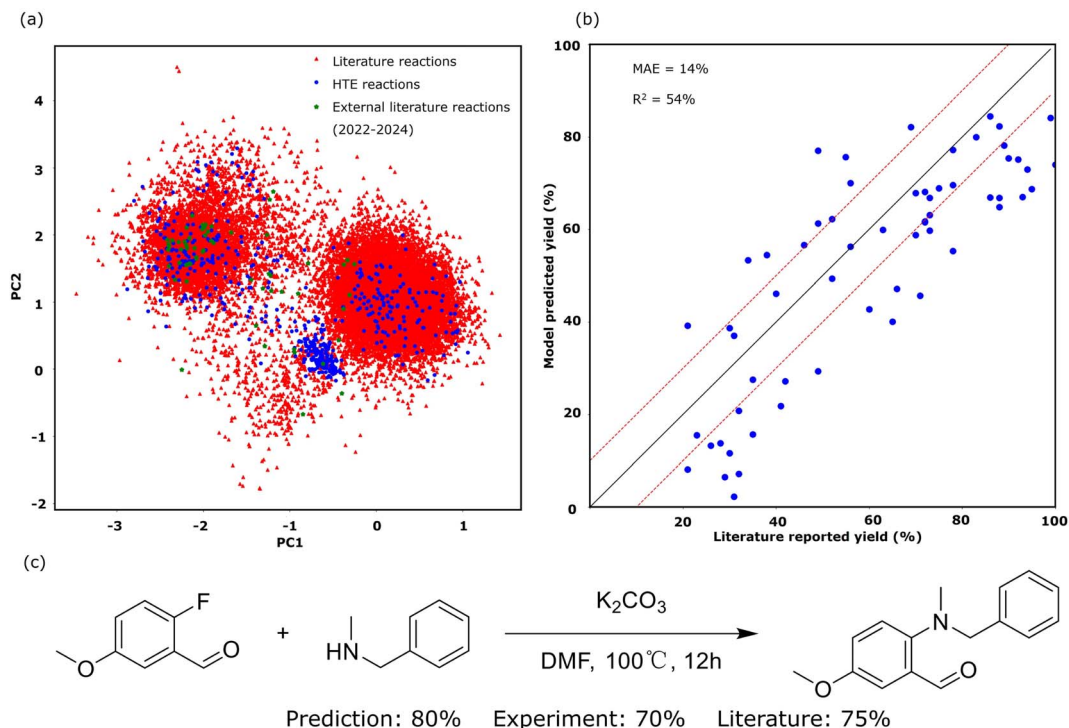 (a)
Literature reactions
HTE reactions
External literature reactions
(2022-2024)
4
3
2
1
0
-1
-2
PC2
-3
-2
-1
0
1
PC1
(b)
MAE = 14%
R² = 54%
100
80
60
40
20
0
Model predicted yield (%)
20
40
60
80
100
Literature reported yield (%)
(c)
F
O
O
+
HN
K₂CO₃
DMF, 100℃, 12h
N
O
O
Prediction: 80% Experiment: 70% Literature: 75%